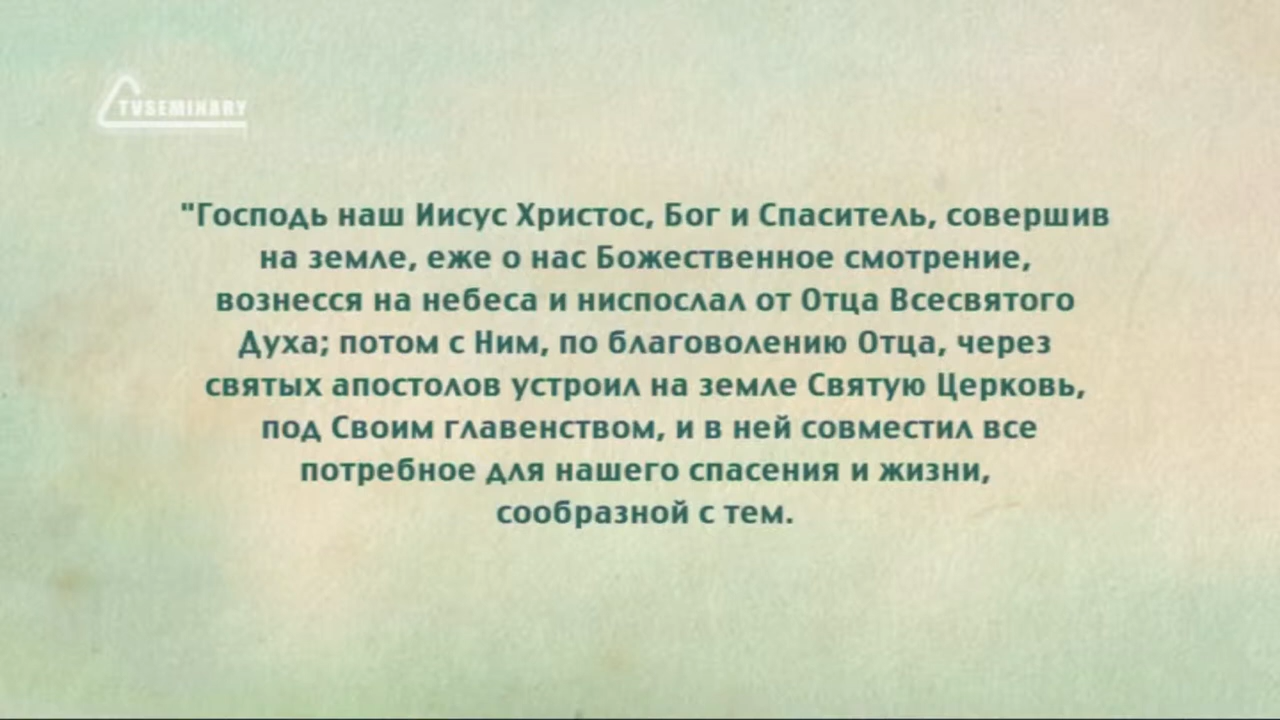 TVSEMINARY
"Господь наш Иисус Христос, Бог и Спаситель, совершив
на земле, еже о нас Божественное смотрение,
вознесся на небеса и ниспослал от Отца Всесвятого
Духа; потом с Ним, по благоволению Отца, через
святых апостолов устроил на земле Святую Церковь,
под Своим главенством, и в ней совместил все
потребное для нашего спасения и жизни,
сообразной с тем.